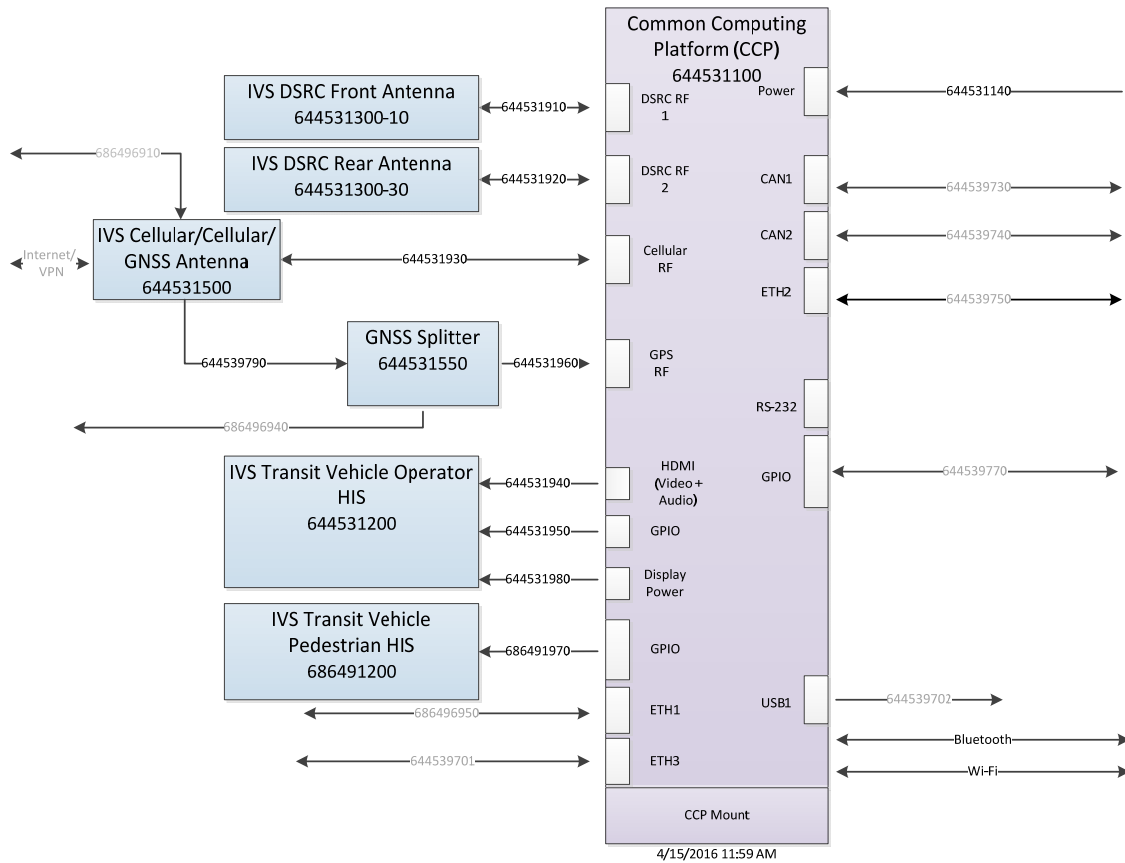 Common Computing
Platform (CCP)
644531100
IVS DSRC Front Antenna
644531300-10
644531910
DSRC RF
1
Power
644531140
IVS DSRC Rear Antenna
644531300-30
644531920
DSRC RF
2
CAN1
644539730
686496910
IVS Cellular/Cellular/
GNSS Antenna
644531500
Internet/
VPN
644531930
Cellular
RF
CAN2
644539740
ETH2
644539750
GNSS Splitter
644531550
644539790
644531960
GPS
RF
686496940
RS-232
GPIO
644539770
IVS Transit Vehicle Operator
HIS
644531200
644531940
HDMI
(Video +
Audio)
644531950
GPIO
644531980
Display
Power
IVS Transit Vehicle
Pedestrian HIS
686491200
686491970
GPIO
686496950
ETH1
USB1
644539702
644539701
ETH3
Bluetooth
Wi-Fi
CCP Mount
4/15/2016 11:59 AM